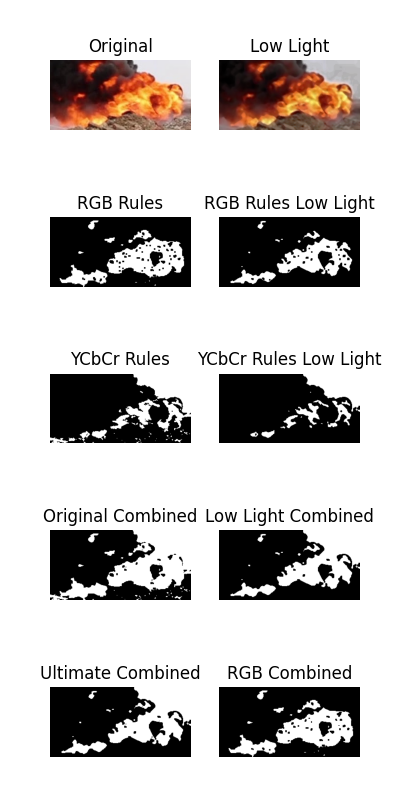 Original
Low Light
RGB Rules
RGB Rules Low Light
YCbCr Rules
YCbCr Rules Low Light
Original Combined
Low Light Combined
Ultimate Combined
RGB Combined